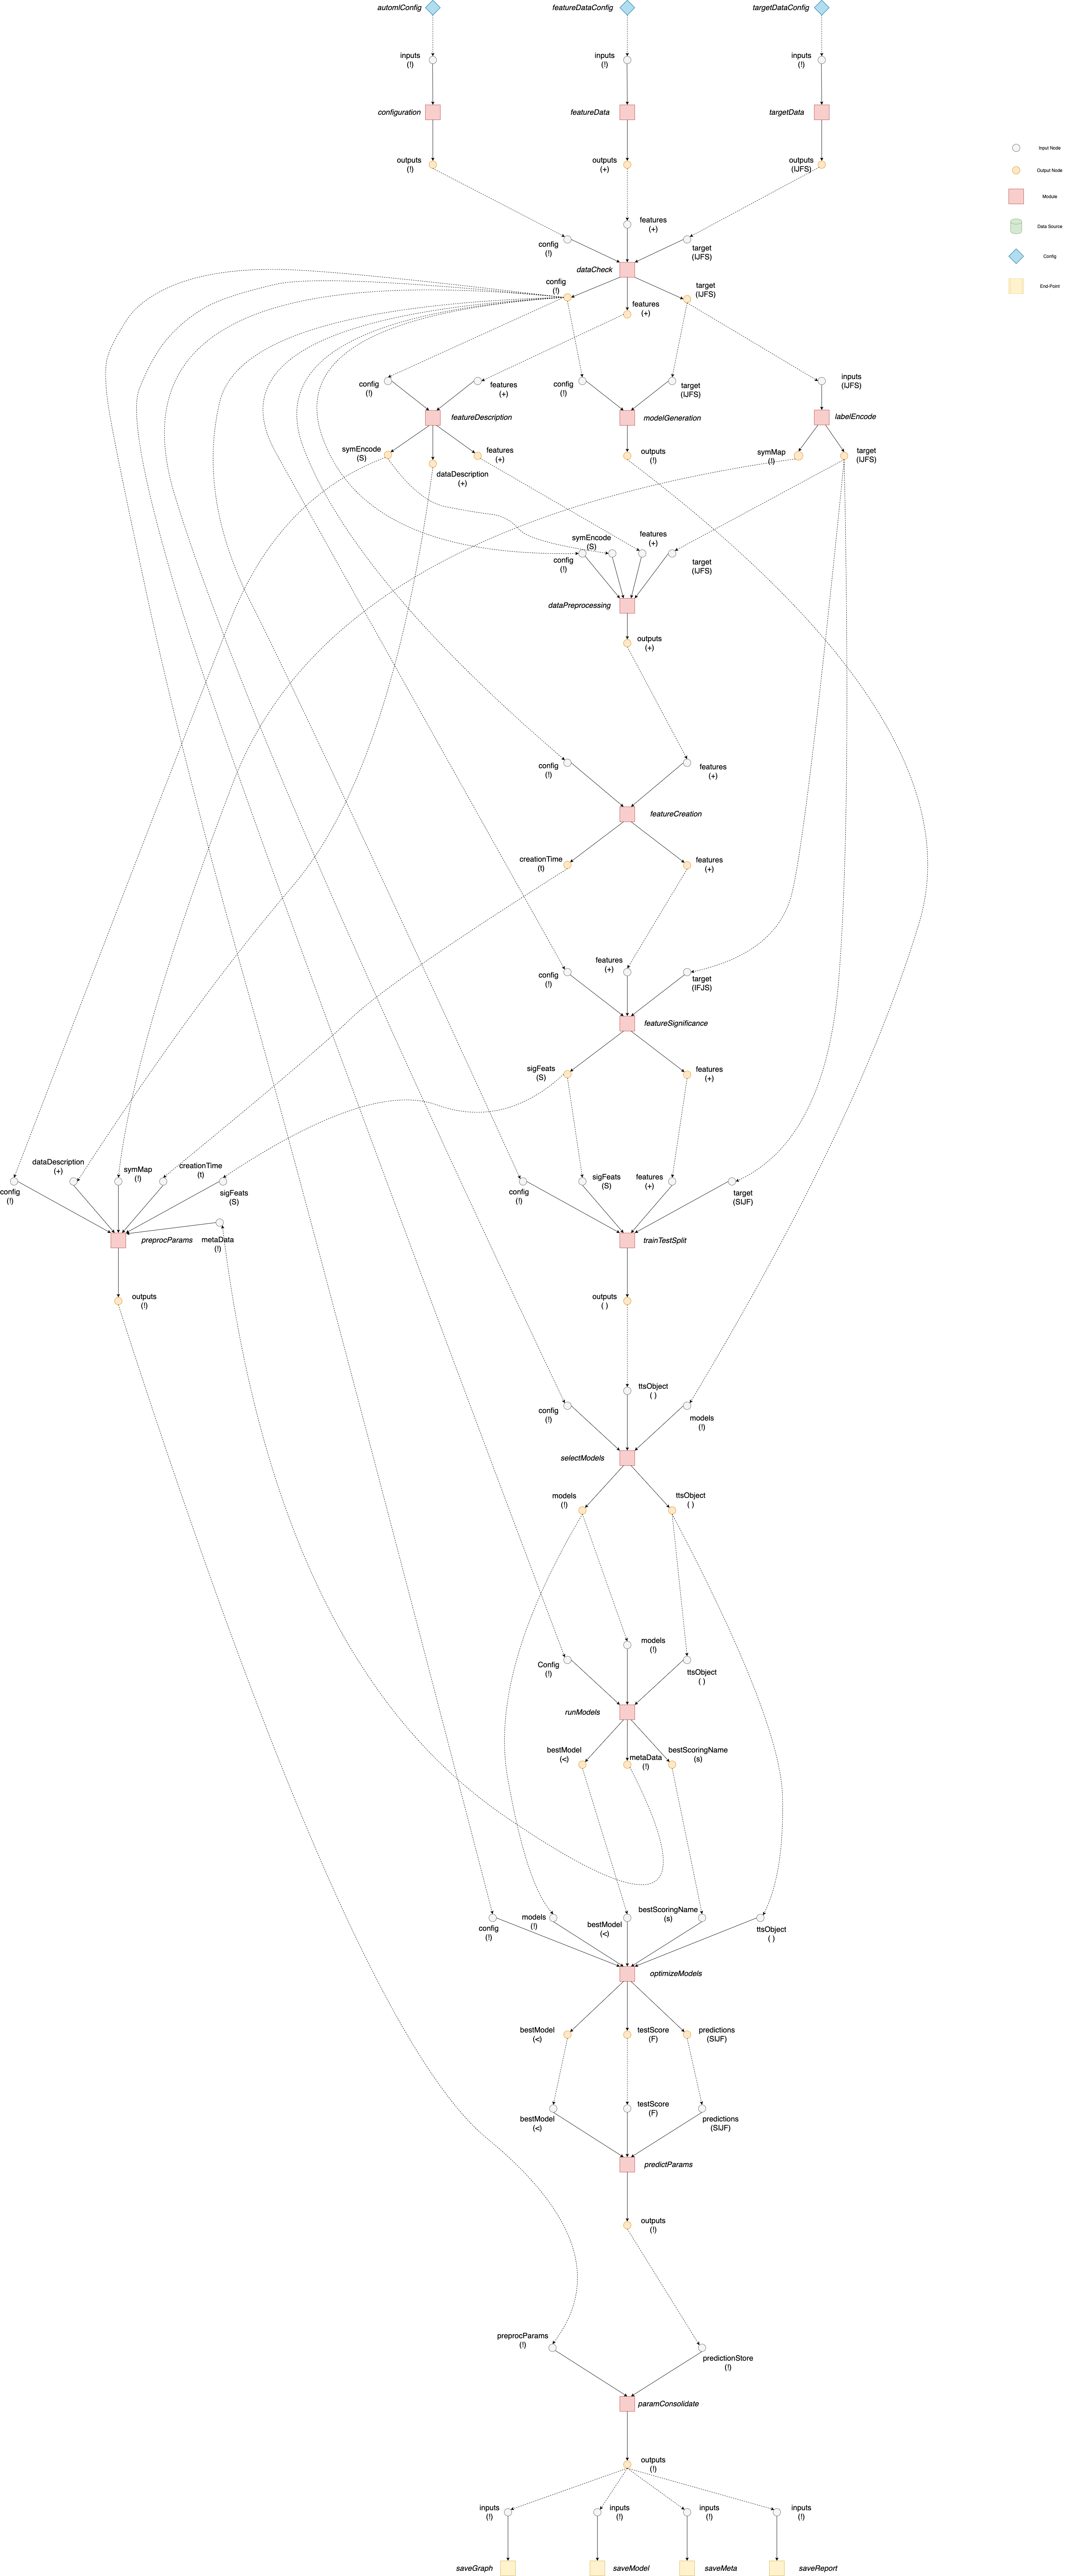 automlConfig
featureDataConfig
targetDataConfig
inputs
(!)
inputs
(!)
inputs
(!)
configuration
featureData
targetData
outputs
(!)
outputs
(+)
outputs
(IJFS)
Input Node
Output Node
Module
Data Source
Config
End-Point
config
(!)
features
(+)
target
(IJFS)
dataCheck
config
(!)
features
(+)
target
(IJFS)
config
(!)
features
(+)
config
(!)
target
(IJFS)
inputs
(IJFS)
featureDescription
modelGeneration
labelEncode
symEncode
(S)
dataDescription
(+)
features
(+)
outputs
(!)
symMap
(!)
target
(IJFS)
config
(!)
symEncode
(S)
features
(+)
target
(IJFS)
dataPreprocessing
outputs
(+)
config
(!)
features
(+)
featureCreation
creationTime
(t)
features
(+)
config
(!)
features
(+)
target
(IFJS)
featureSignificance
sigFeats
(S)
features
(+)
config
(!)
dataDescription
(+)
symMap
(!)
creationTime
(t)
sigFeats
(S)
metaData
(!)
preprocParams
outputs
(!)
config
(!)
sigFeats
(S)
features
(+)
target
(SIJF)
trainTestSplit
outputs
( )
config
(!)
ttsObject
( )
models
(!)
selectModels
models
(!)
ttsObject
( )
Config
(!)
models
(!)
ttsObject
( )
runModels
bestModel
(<)
metaData
(!)
bestScoringName
(s)
config
(!)
models
(!)
bestModel
(<)
bestScoringName
(s)
ttsObject
( )
optimizeModels
bestModel
(<)
testScore
(F)
predictions
(SIJF)
bestModel
(<)
testScore
(F)
predictions
(SIJF)
predictParams
outputs
(!)
preprocParams
(!)
predictionStore
(!)
paramConsolidate
outputs
(!)
inputs
(!)
inputs
(!)
inputs
(!)
inputs
(!)
saveGraph
saveModel
saveMeta
saveReport